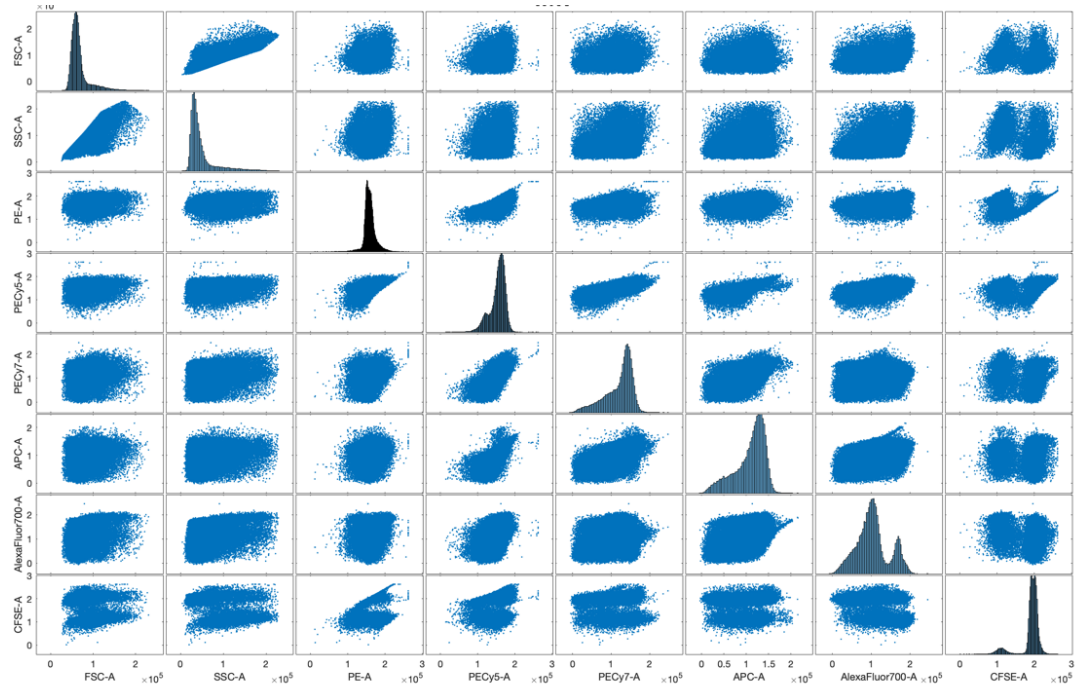 ×10
FSC-A 2 1 0
SSC-A 2 1 0
PE-A 3 2 1 0
PECy5-A 3 2 1 0
PECy7-A 2 1 0
APC-A 2 1 0
AlexaFluor700-A 2 1 0
CFSE-A 3 2 1 0
0 1 2 0 1 2 0 1 2 3 0 1 2 3 0 1 2 0 0.5 1 1.5 2 0 1 2 0 1 2 3
FSC-A ×10⁵ SSC-A ×10⁵ PE-A ×10⁵ PECy5-A ×10⁵ PECy7-A ×10⁵ APC-A ×10⁵ AlexaFluor700-A ×10⁵ CFSE-A ×10⁵